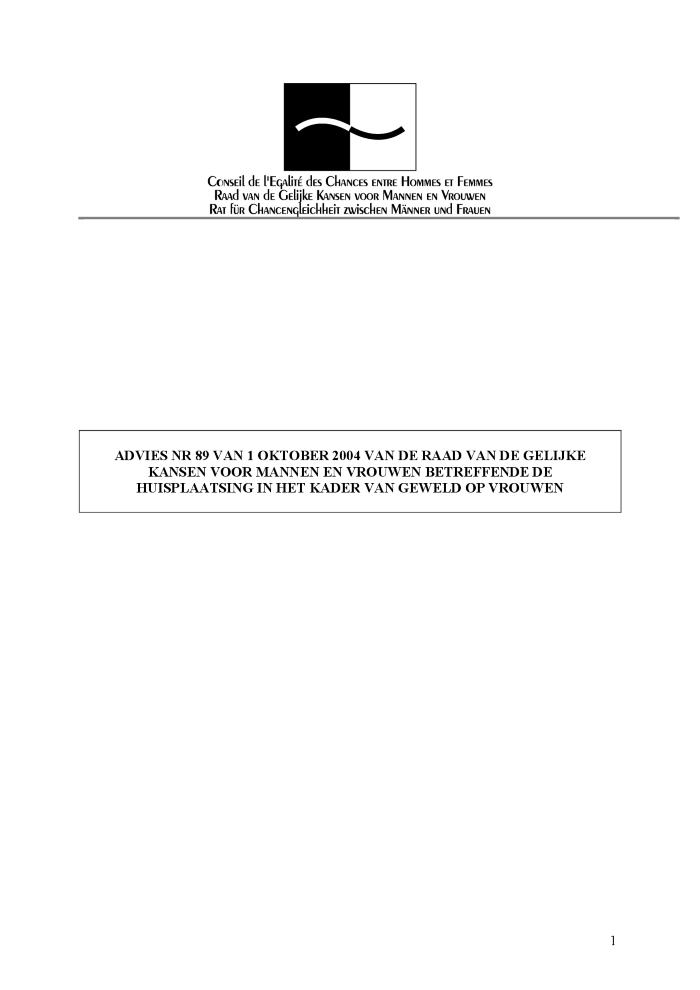 Conseil de l'Egalité des Chances entre Hommes et Femmes
Raad van de Gelijke Kansen voor Mannen en Vrouwen
Rat für Chancengleichheit zwischen Männer und Frauen
ADVIES NR 89 VAN 1 OKTOBER 2004 VAN DE RAAD VAN DE GELIJKE
KANSEN VOOR MANNEN EN VROUWEN BETREFFENDE DE
HUISPLAATSING IN HET KADER VAN GEWELD OP VROUWEN
1